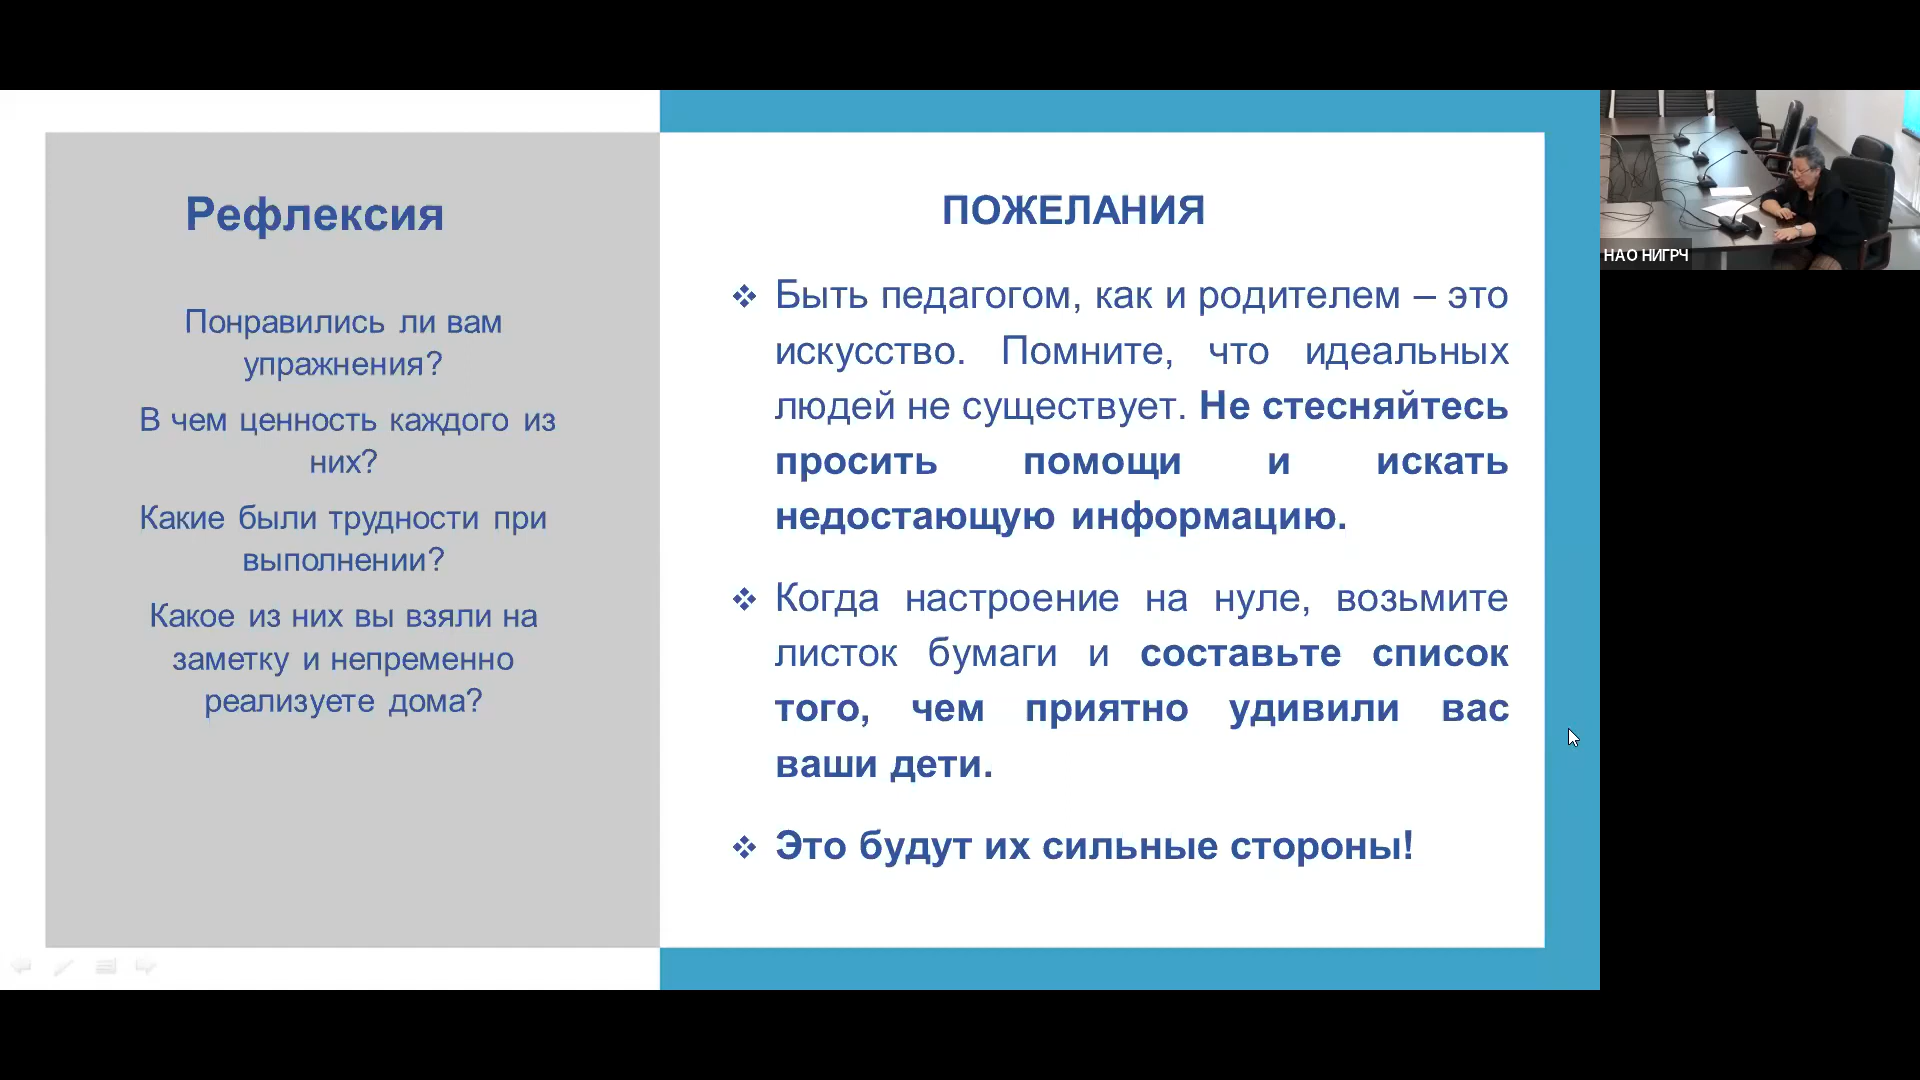 Рефлексия
Понравились ли вам
упражнения?
В чем ценность каждого из
них?
Какие были трудности при
выполнении?
Какое из них вы взяли на
заметку и непременно
реализуете дома?
ПОЖЕЛАНИЯ
❖ Быть педагогом, как и родителем – это
искусство. Помните, что идеальных
людей не существует. Не стесняйтесь
просить помощи и искать
недостающую информацию.
❖ Когда настроение на нуле, возьмите
листок бумаги и составьте список
того, чем приятно удивили вас
ваши дети.
❖ Это будут их сильные стороны!
НАО НИГРЧ